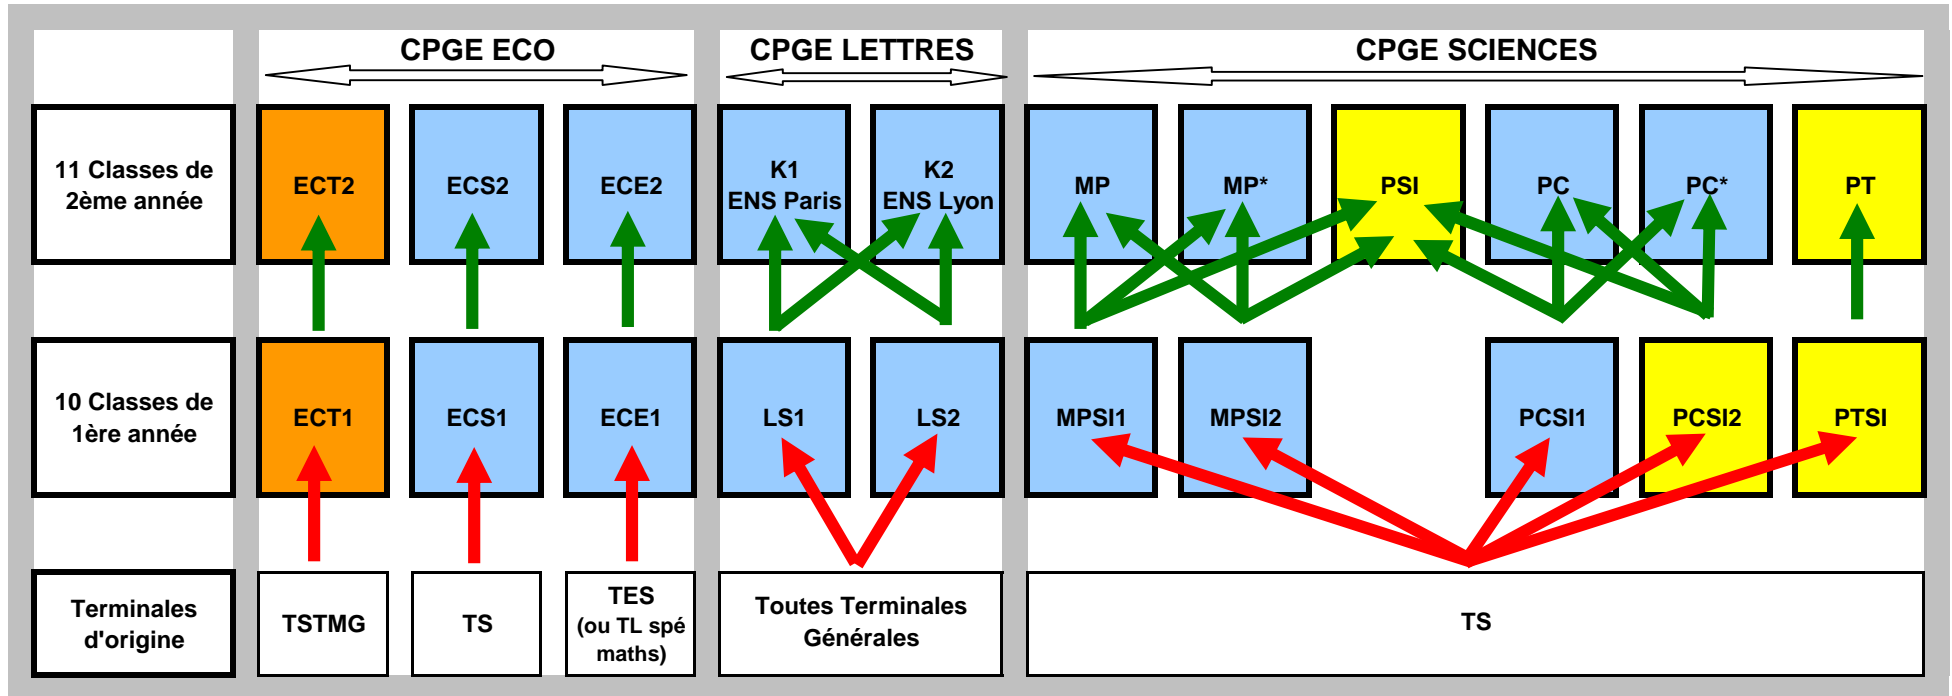 CPGE ECO
CPGE LETTRES
CPGE SCIENCES
11 Classes de
2ème année
ECT2
ECS2
ECE2
K1
ENS Paris
K2
ENS Lyon
MP
MP*
PSI
PC
PC*
PT
10 Classes de
1ère année
ECT1
ECS1
ECE1
LS1
LS2
MPSI1
MPSI2
PCSI1
PCSI2
PTSI
Terminales
d'origine
TSTMG
TS
TES
(ou TL spé
maths)
Toutes Terminales
Générales
TS